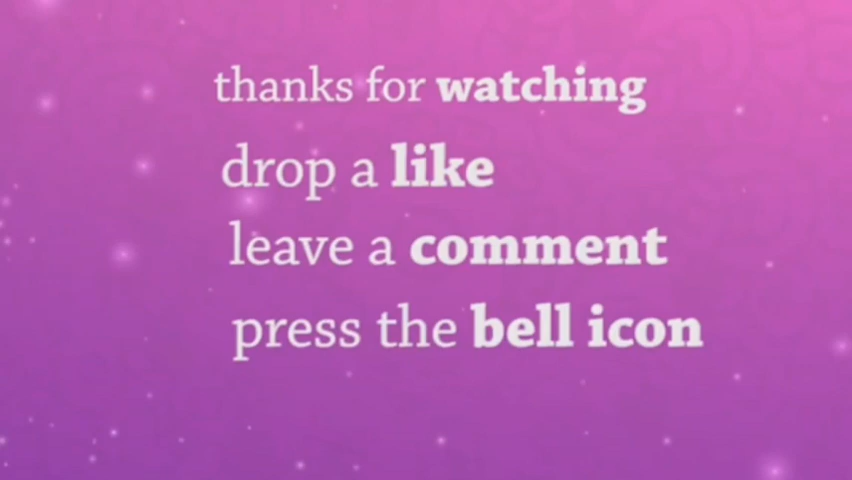 thanks for watching
drop a like
leave a comment
press the bell icon